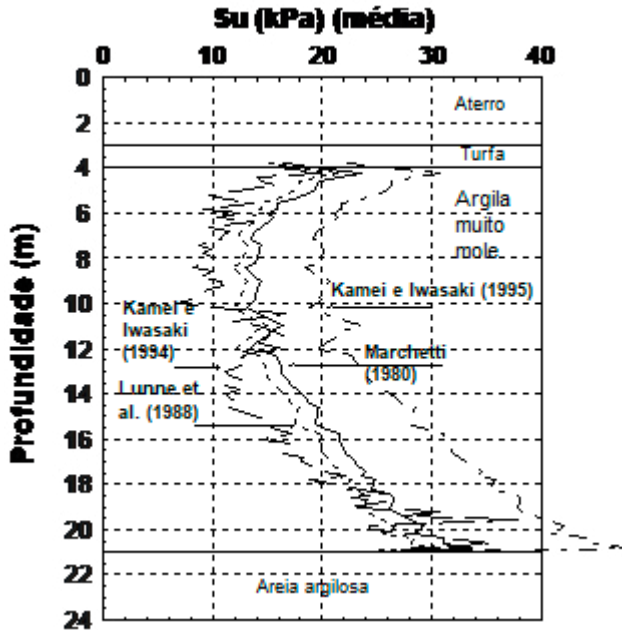 Su (kPa) (média)
0 10 20 30 40
Profundidade (m)
0
2
4
6
8
10
12
14
16
18
20
22
24
Aterro
Turfa
Argila
muito
mole
Kamei e Iwasaki (1995)
Kamei e
Iwasaki
(1994)
Marchetti
(1980)
Lunne et
al. (1988)
Areia argilosa